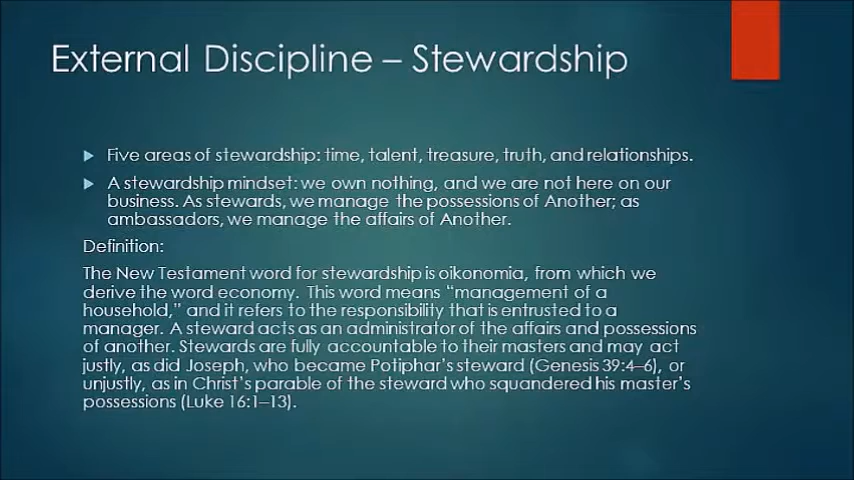 External Discipline – Stewardship
Five areas of stewardship: time, talent, treasure, truth, and relationships.
A stewardship mindset: we own nothing, and we are not here on our
business. As stewards, we manage the possessions of Another; as
ambassadors, we manage the affairs of Another.
Definition:
The New Testament word for stewardship is oikonomia, from which we
derive the word economy. This word means “management of a
household,” and it refers to the responsibility that is entrusted to a
manager. A steward acts as an administrator of the affairs and possessions
of another. Stewards are fully accountable to their masters and may act
justly, as did Joseph, who became Potiphar’s steward (Genesis 39:4–6), or
unjustly, as in Christ’s parable of the steward who squandered his master’s
possessions (Luke 16:1–13).